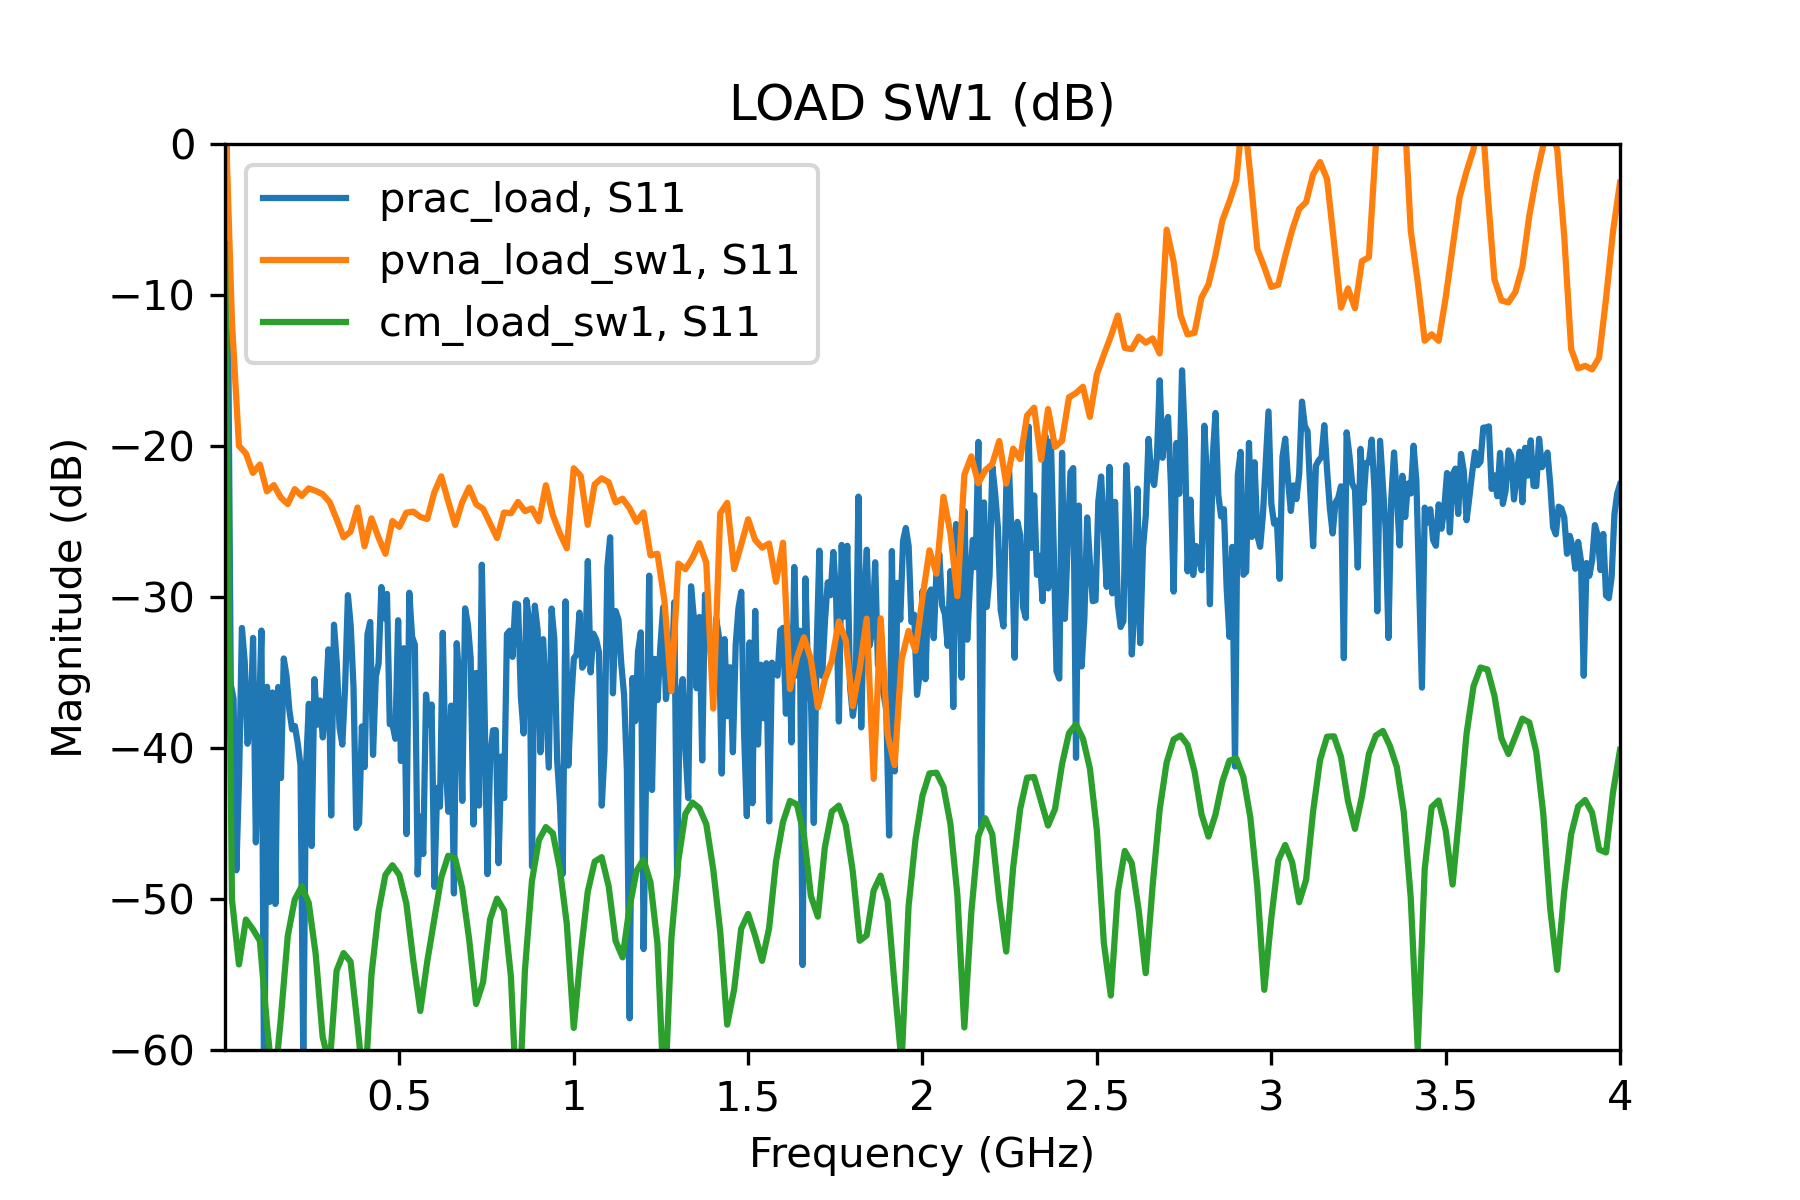 LOAD SW1 (dB)
prac_load, S11
pvna_load_sw1, S11
cm_load_sw1, S11
Magnitude (dB)
0
−10
−20
−30
−40
−50
−60
0.5 1 1.5 2 2.5 3 3.5 4
Frequency (GHz)